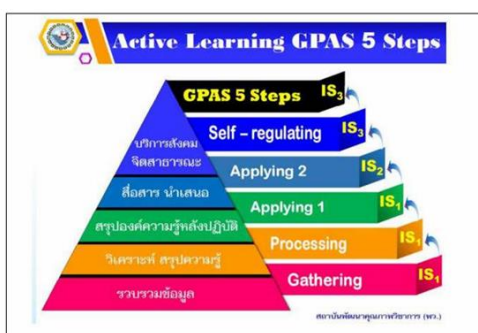 Active Learning GPAS 5 Steps
GPAS 5 Steps IS3
บริการสังคม
จิตสาธารณะ
Self – regulating IS3
สื่อสาร นำเสนอ
Applying 2 IS2
สรุปองค์ความรู้หลังปฏิบัติ
Applying 1 IS1
วิเคราะห์ สรุปความรู้
Processing IS1
รวบรวมข้อมูล
Gathering IS1
สถาบันพัฒนาคุณภาพวิชาการ (พว.)